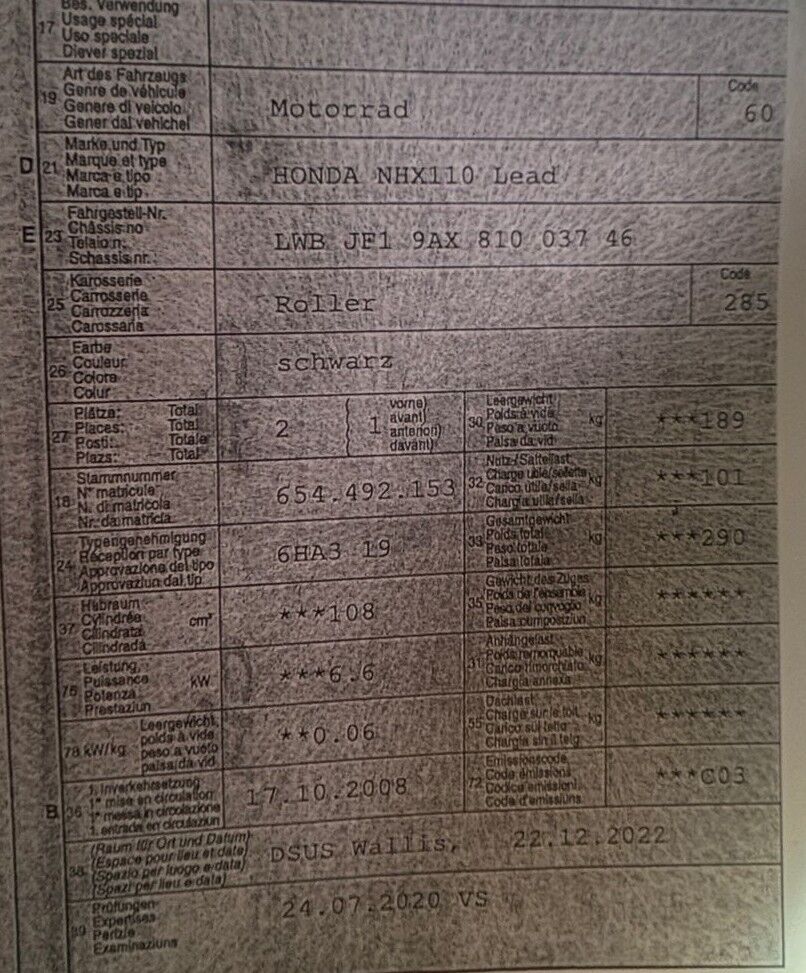 Bes. Verwendung
17 Usage spécial
Uso speciale
Diever spezial
Art des Fahrzeugs
19 Genre de véhicule
Genere di veicolo
Gener dal vehichel
Motorrad
Code
60
Marke und Typ
D 21 Marque et type
Marca e tipo
Marca e tip
HONDA NHX110 Lead
Fahrgestell-Nr.
E 23 Châssis no
Telaio n.
Schassis nr.
LWB JF1 9AX 810 037 46
Karosserie
25 Carrosserie
Carrozzeria
Carossaria
Roller
Code
285
Farbe
26 Couleur
Colore
Colur
schwarz
Plätze: Total
27 Places: Total
Posti: Totale
Plazs: Total
2 ( 1 vorne)
avant)
anteriori)
davant)
Leergewicht
30 Poids à vide kg
Peso a vuoto
Paisa da vid
***189
Stammnummer
18 N° matricule
N. di matricola
Nr. da matricla
654.492.153
Nutz-/Sattellast
32 Charge utile/sellette kg
Carico utile/sella
Chargia utila/sella
***101
Typengenehmigung
24 Réception par type
Approvazione del tipo
Approvaziun dal tip
6HA3 19
Gesamtgewicht
33 Poids total kg
Peso totale
Paisa totala
***290
Hubraum
37 Cylindrée cm³
Cilindrata
Cilindrada
***108
Gewicht des Zuges
35 Poids de l'ensemble kg
Peso del convoglio
Paisa cumposiziun
******
Leistung
76 Puissance kW
Potenza
Prestaziun
***6.6
Anhängelast
31 Poids remorquable kg
Carico rimorchiato
Chargia annexa
******
Leergewicht
78 kW/kg poids à vide
peso a vuoto
paisa da vid
**0.06
Dachlast
55 Charge sur le toit kg
Carico sul tetto
Chargia sin il tetg
******
1. Inverkehrsetzung
B 36 1re mise en circulation
1a messa in circolazione
1. entrada en circulaziun
17.10.2008
Emissionscode
72 Code émissions
Codice emissioni
Code d'emissiuns
***C03
(Raum für Ort und Datum)
38 (Espace pour lieu et date)
(Spazio per luogo e data)
(Spazi per lieu e data)
DSUS Wallis, 22.12.2022
Prüfungen
39 Expertises
Perizie
Examinaziuns
24.07.2020 VS